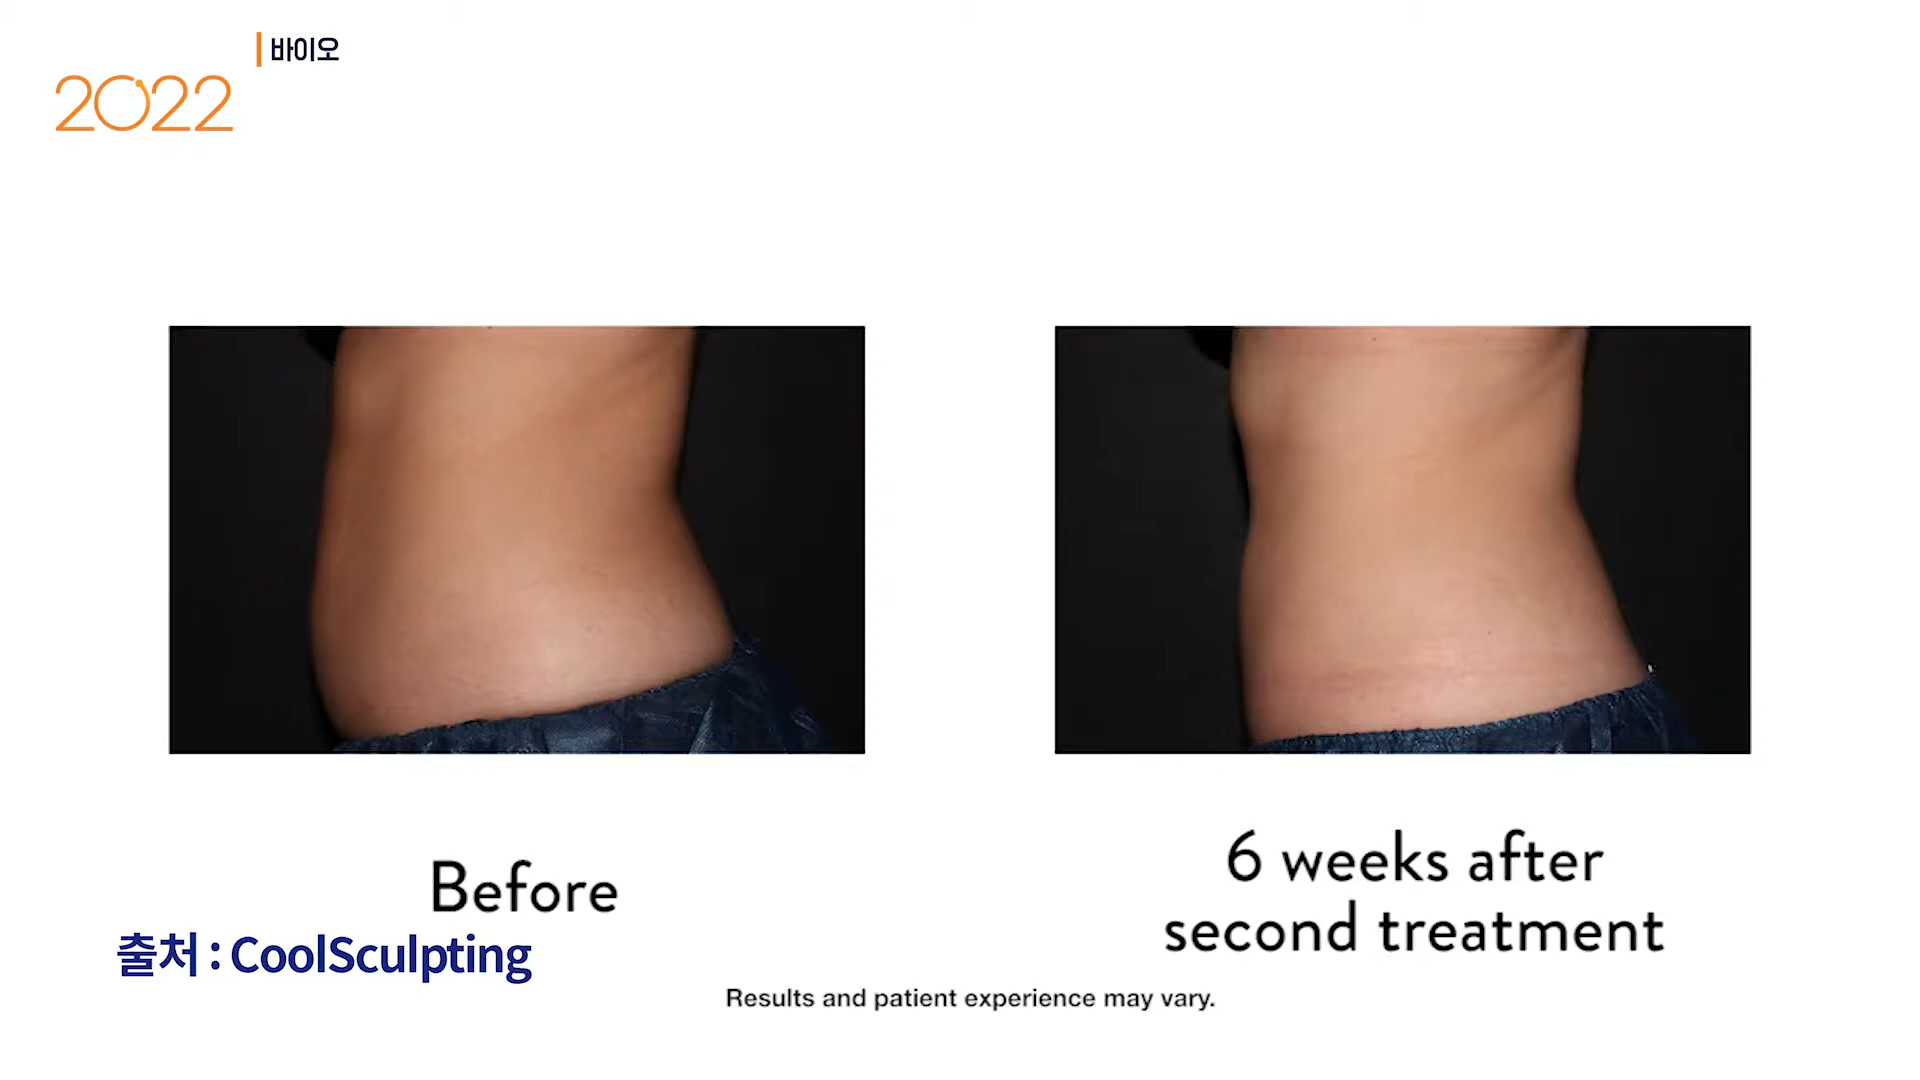 바이오
2022
Before
6 weeks after
second treatment
출처 : CoolSculpting
Results and patient experience may vary.